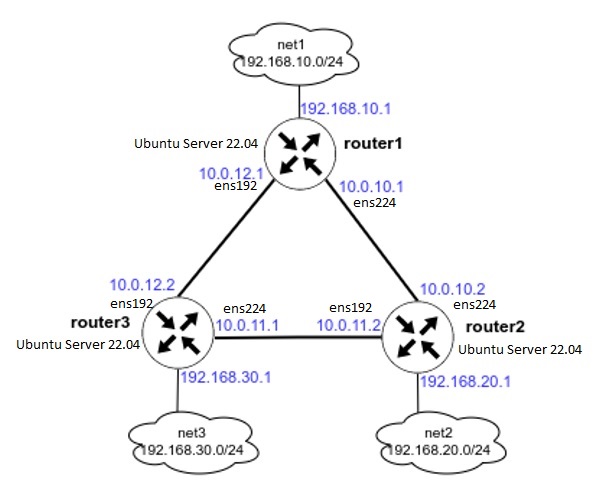 net1
192.168.10.0/24
192.168.10.1
Ubuntu Server 22.04
router1
10.0.12.1
ens192
10.0.10.1
ens224
10.0.12.2
ens192
router3
Ubuntu Server 22.04
ens224
10.0.11.1
ens192
10.0.11.2
10.0.10.2
ens224
router2
Ubuntu Server 22.04
192.168.30.1
192.168.20.1
net3
192.168.30.0/24
net2
192.168.20.0/24